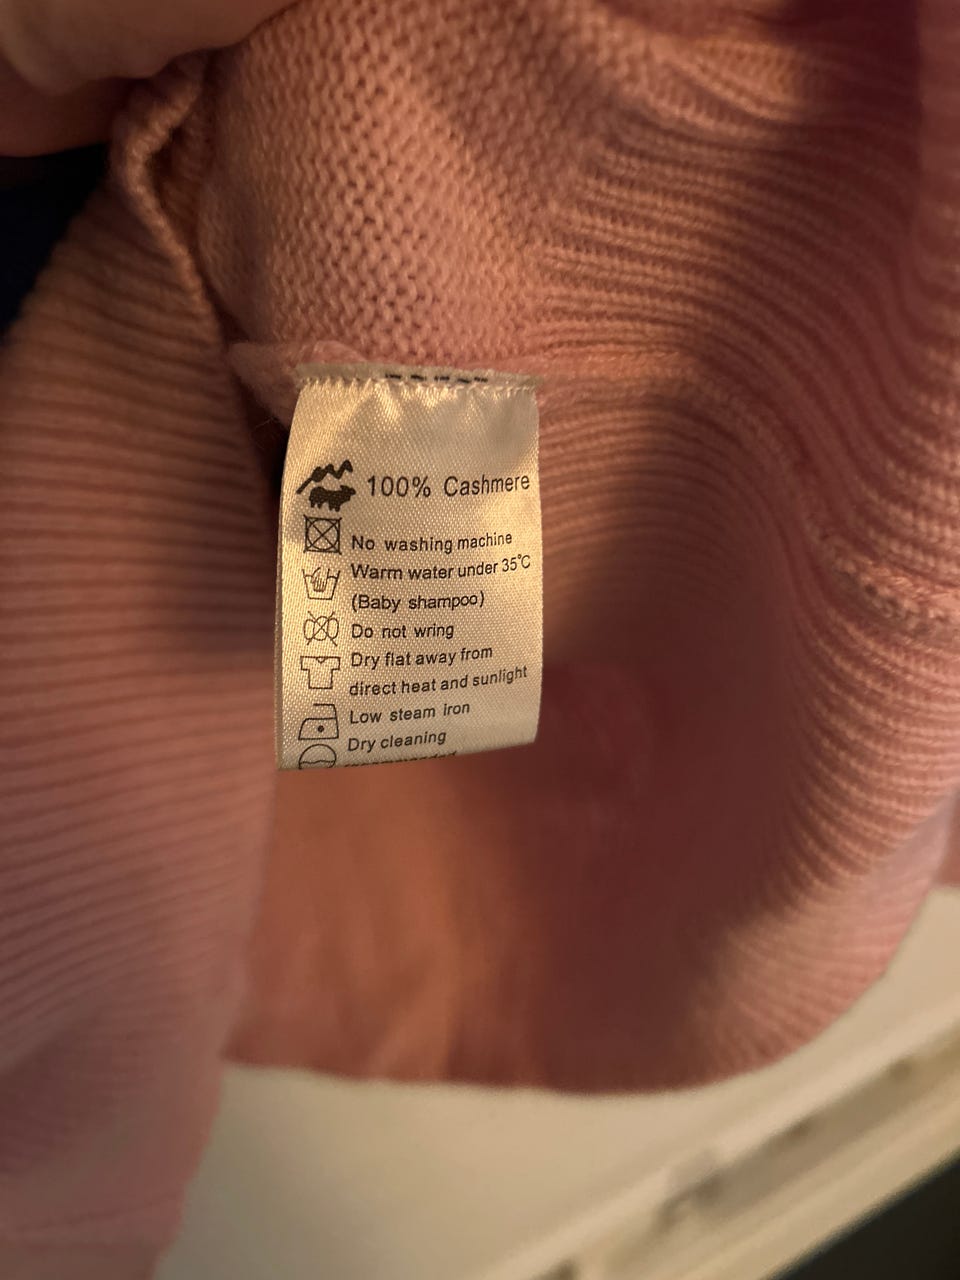 100% Cashmere
No washing machine
Warm water under 35°C
(Baby shampoo)
Do not wring
Dry flat away from
direct heat and sunlight
Low steam iron
Dry cleaning